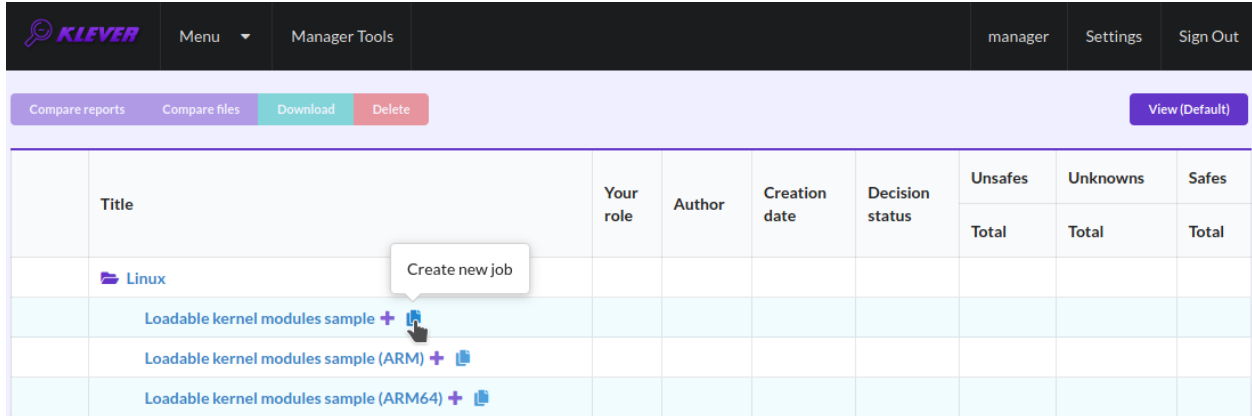 KLEVER Menu Manager Tools manager Settings Sign Out
Compare reports Compare files Download Delete View (Default)
Title Your role Author Creation date Decision status Unsafes Unknowns Safes
Total Total Total
Create new job
Linux
Loadable kernel modules sample
Loadable kernel modules sample (ARM)
Loadable kernel modules sample (ARM64)